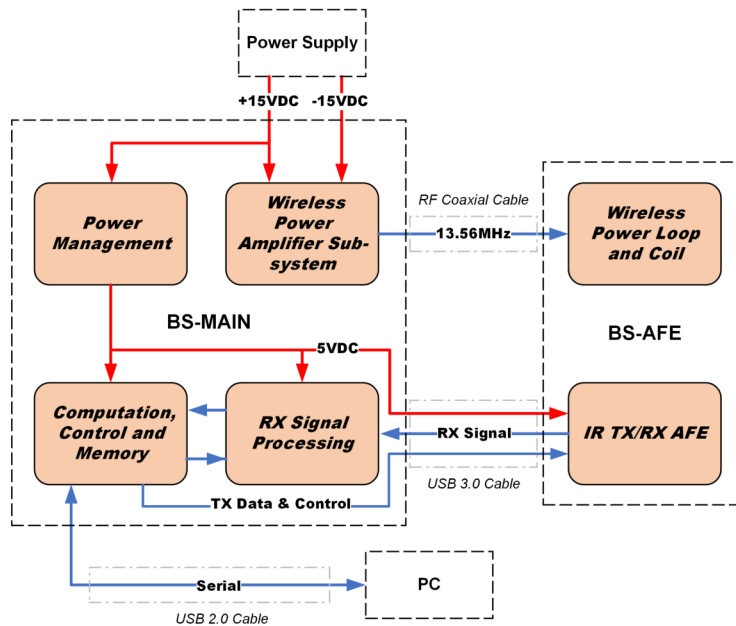 Power Supply
+15VDC
-15VDC
Power
Management
Wireless
Power
Amplifier Sub-
system
RF Coaxial Cable
13.56MHz
Wireless
Power Loop
and Coil
BS-MAIN
BS-AFE
5VDC
Computation,
Control and
Memory
RX Signal
Processing
RX Signal
IR TX/RX AFE
USB 3.0 Cable
TX Data & Control
Serial
PC
USB 2.0 Cable